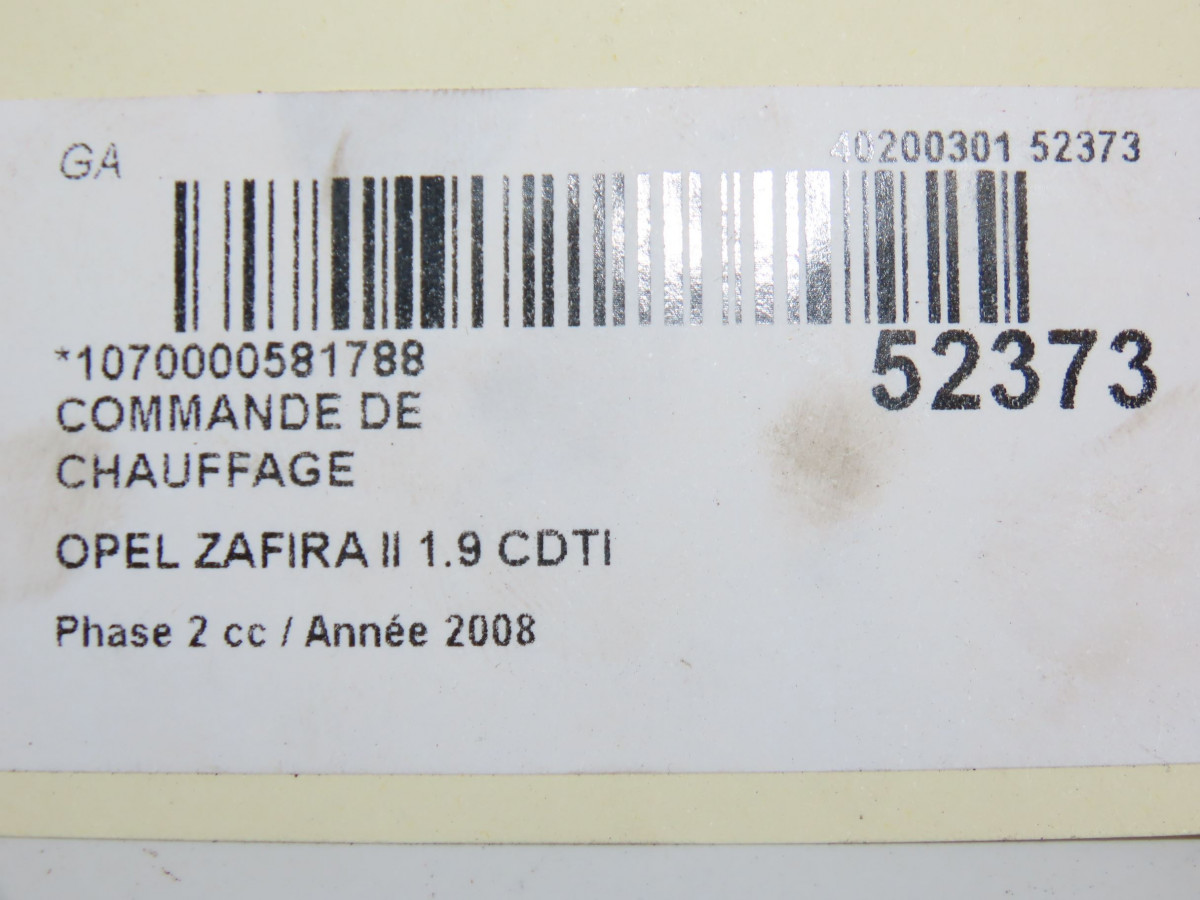 GA
40200301 52373
*1070000581788
52373
COMMANDE DE
CHAUFFAGE
OPEL ZAFIRA II 1.9 CDTI
Phase 2 cc / Année 2008